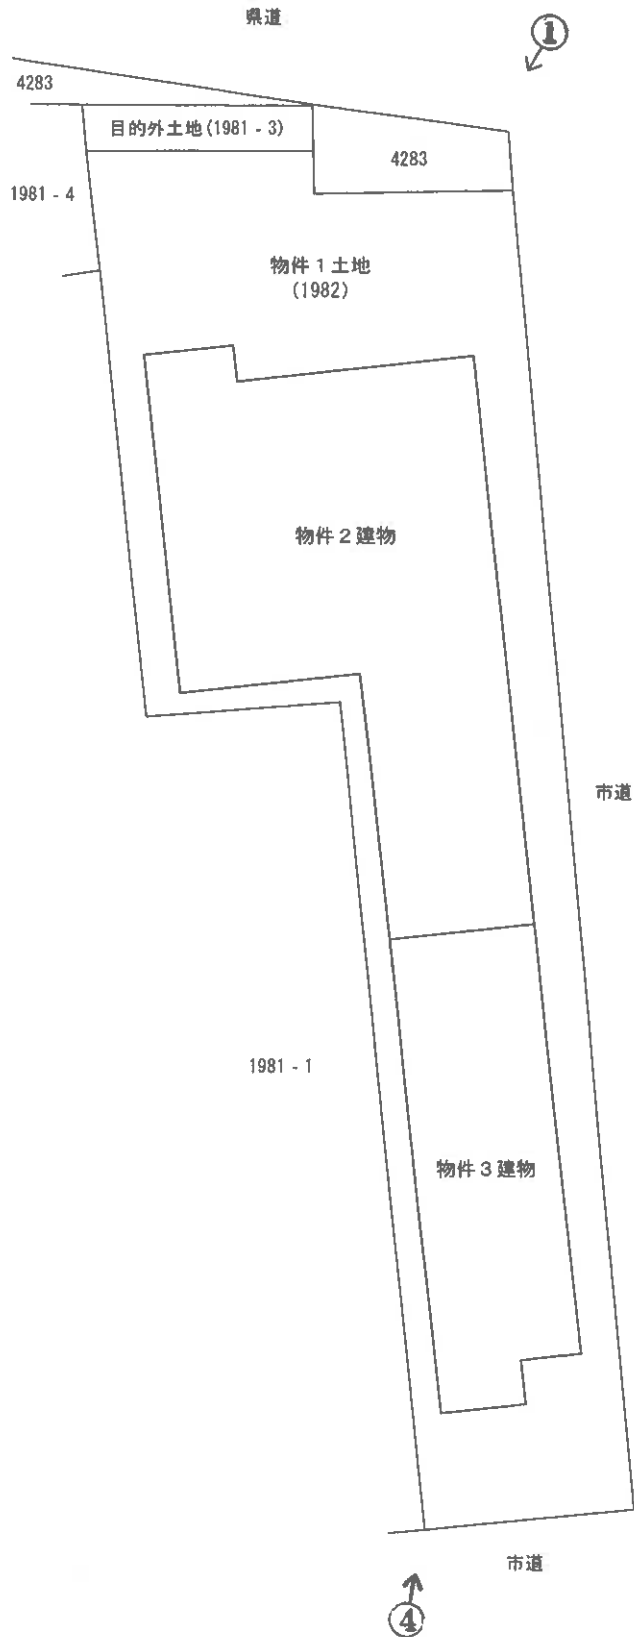 県道
①
4283
目的外土地(1981 - 3)
4283
1981 - 4
物件1土地
(1982)
物件2建物
市道
1981 - 1
物件3建物
市道
④